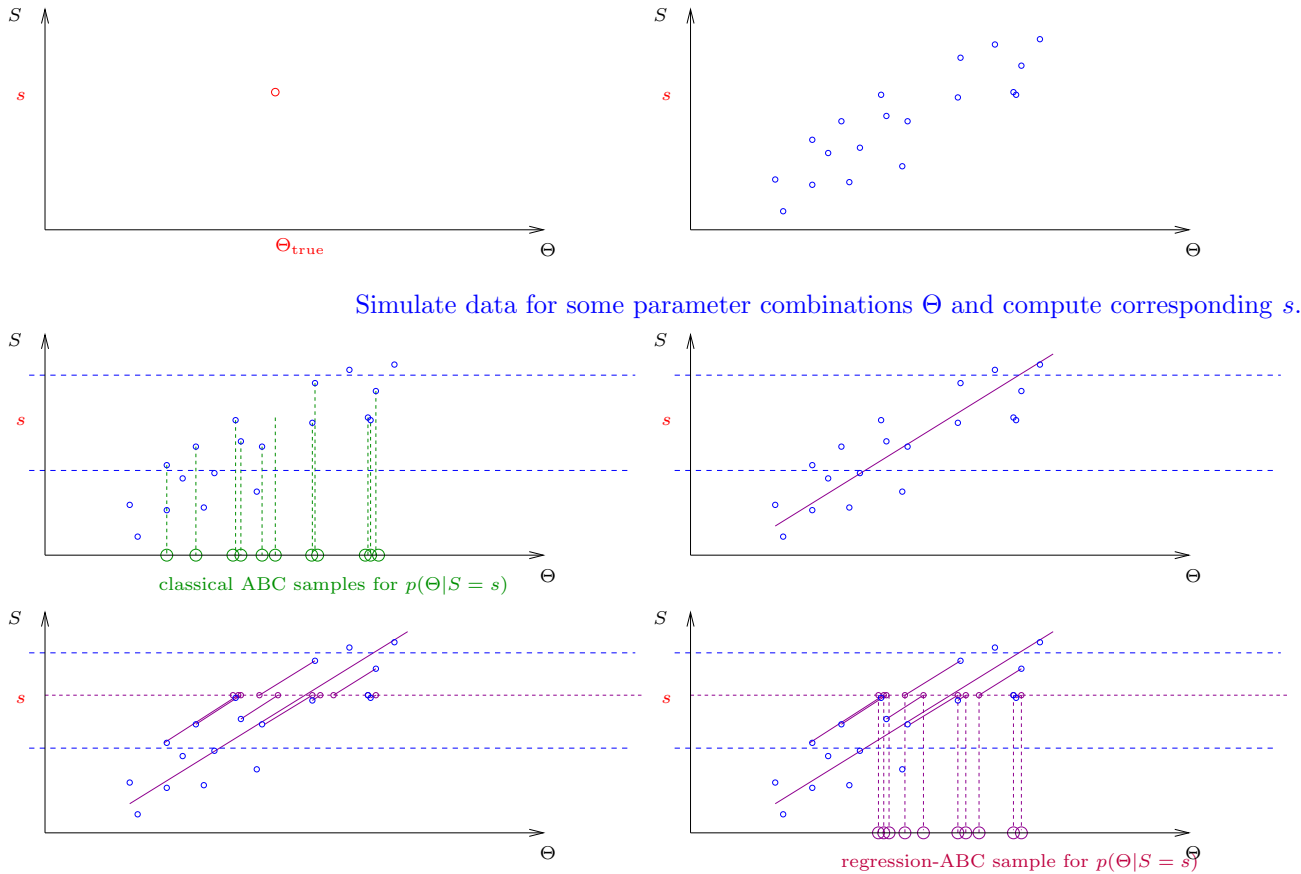 S
S
s
s
Θ
Θ
Θtrue
Simulate data for some parameter combinations Θ and compute corresponding s.
S
S
s
s
Θ
Θ
classical ABC samples for p(Θ|S = s)
S
S
s
s
Θ
Θ
regression-ABC sample for p(Θ|S = s)